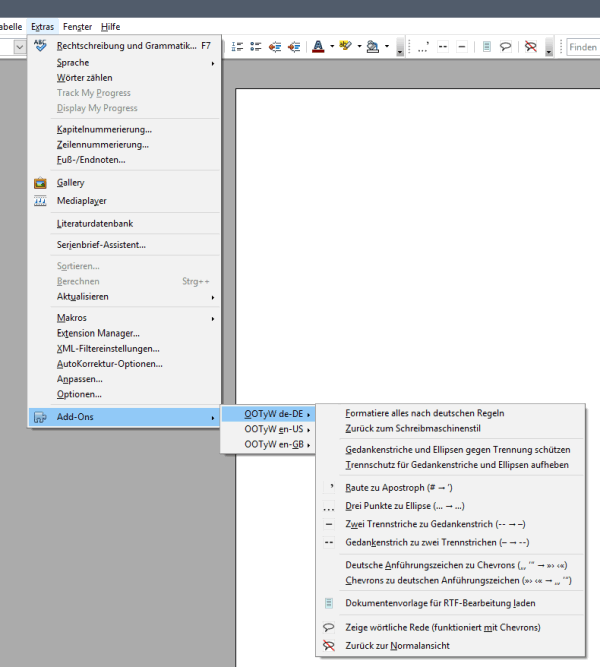 abelle Extras Fenster Hilfe
Finden
Rechtschreibung und Grammatik... F7
Sprache
Wörter zählen
Track My Progress
Display My Progress
Kapitelnummerierung...
Zeilennummerierung...
Fuß-/Endnoten...
Gallery
Mediaplayer
Literaturdatenbank
Serienbrief-Assistent...
Sortieren...
Berechnen Strg++
Aktualisieren
Makros
Extension Manager...
XML-Filtereinstellungen...
AutoKorrektur-Optionen...
Anpassen...
Optionen...
Add-Ons
OOTyW de-DE
OOTyW en-US
OOTyW en-GB
Formatiere alles nach deutschen Regeln
Zurück zum Schreibmaschinenstil
Gedankenstriche und Ellipsen gegen Trennung schützen
Trennschutz für Gedankenstriche und Ellipsen aufheben
Raute zu Apostroph (# → ')
Drei Punkte zu Ellipse (... → …)
Zwei Trennstriche zu Gedankenstrich (-- → –)
Gedankenstrich zu zwei Trennstrichen (– → --)
Deutsche Anführungszeichen zu Chevrons („‚ ‘“ → »› ‹«)
Chevrons zu deutschen Anführungszeichen (»› ‹« → „‚ ‘“)
Dokumentenvorlage für RTF-Bearbeitung laden
Zeige wörtliche Rede (funktioniert mit Chevrons)
Zurück zur Normalansicht